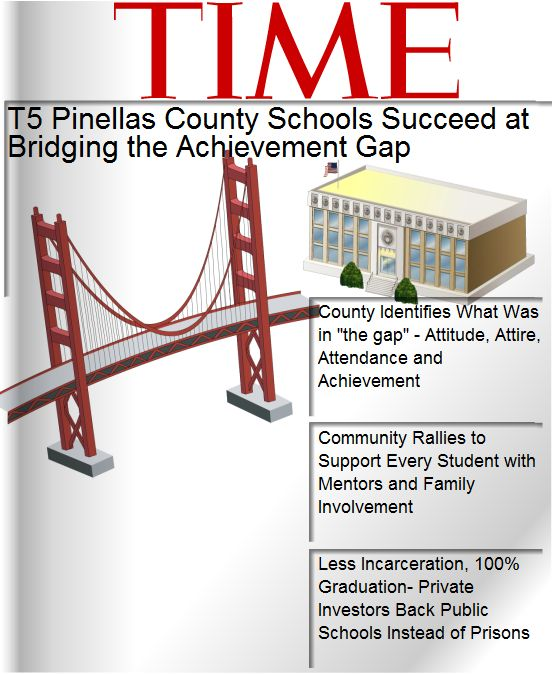 TIME
T5 Pinellas County Schools Succeed at
Bridging the Achievement Gap
County Identifies What Was
in "the gap" - Attitude, Attire,
Attendance and
Achievement
Community Rallies to
Support Every Student with
Mentors and Family
Involvement
Less Incarceration, 100%
Graduation- Private
Investors Back Public
Schools Instead of Prisons